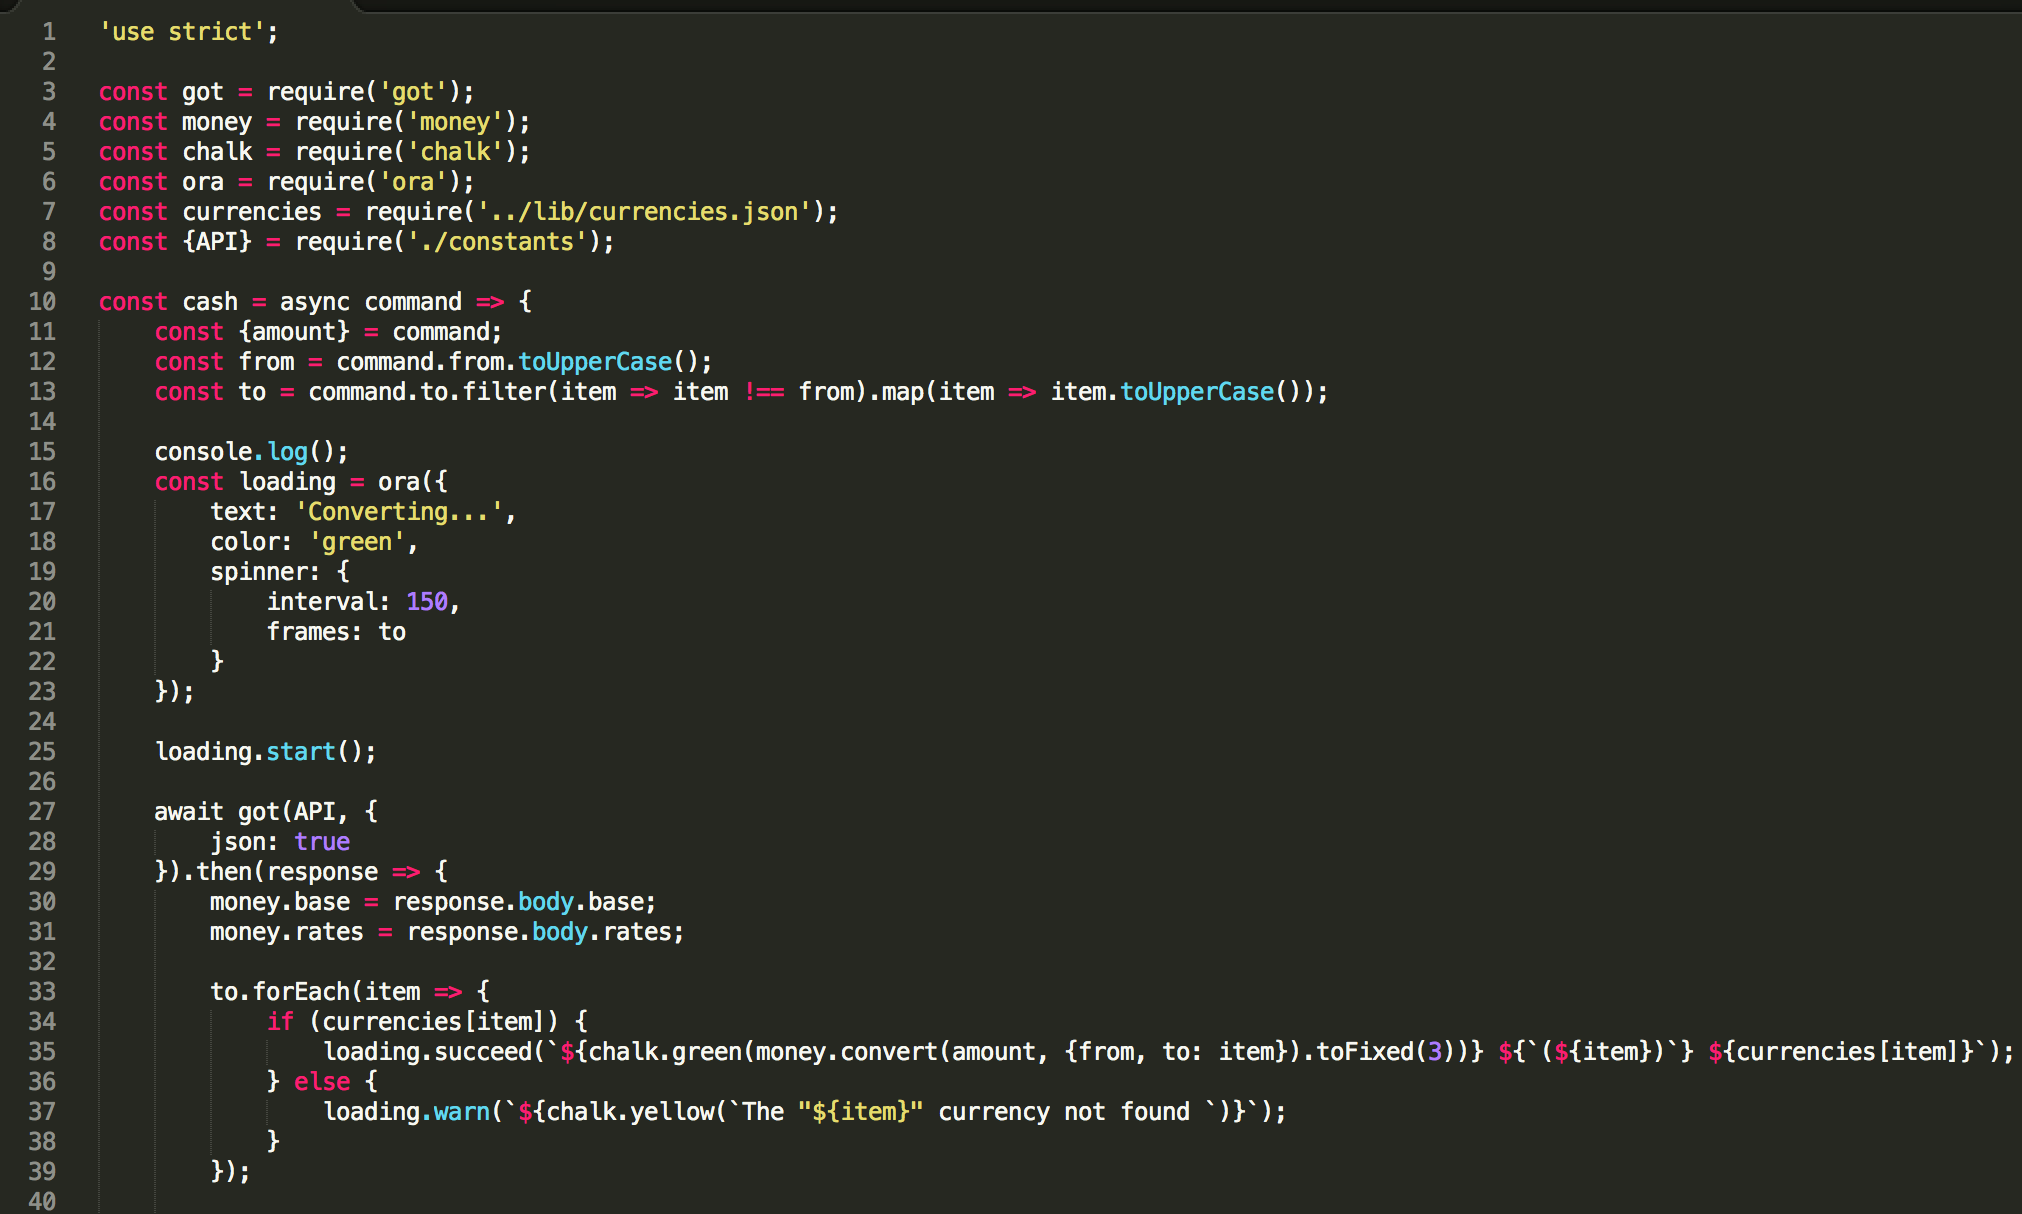 1 'use strict';
2
3 const got = require('got');
4 const money = require('money');
5 const chalk = require('chalk');
6 const ora = require('ora');
7 const currencies = require('../lib/currencies.json');
8 const {API} = require('./constants');
9
10 const cash = async command => {
11     const {amount} = command;
12     const from = command.from.toUpperCase();
13     const to = command.to.filter(item => item !== from).map(item => item.toUpperCase());
14
15     console.log();
16     const loading = ora({
17         text: 'Converting...',
18         color: 'green',
19         spinner: {
20             interval: 150,
21             frames: to
22         }
23     });
24
25     loading.start();
26
27     await got(API, {
28         json: true
29     }).then(response => {
30         money.base = response.body.base;
31         money.rates = response.body.rates;
32
33         to.forEach(item => {
34             if (currencies[item]) {
35                 loading.succeed(`${chalk.green(money.convert(amount, {from, to: item}).toFixed(3))} ${`(${item})`} ${currencies[item]}`);
36             } else {
37                 loading.warn(`${chalk.yellow(`The "${item}" currency not found `)}`);
38             }
39         });
40